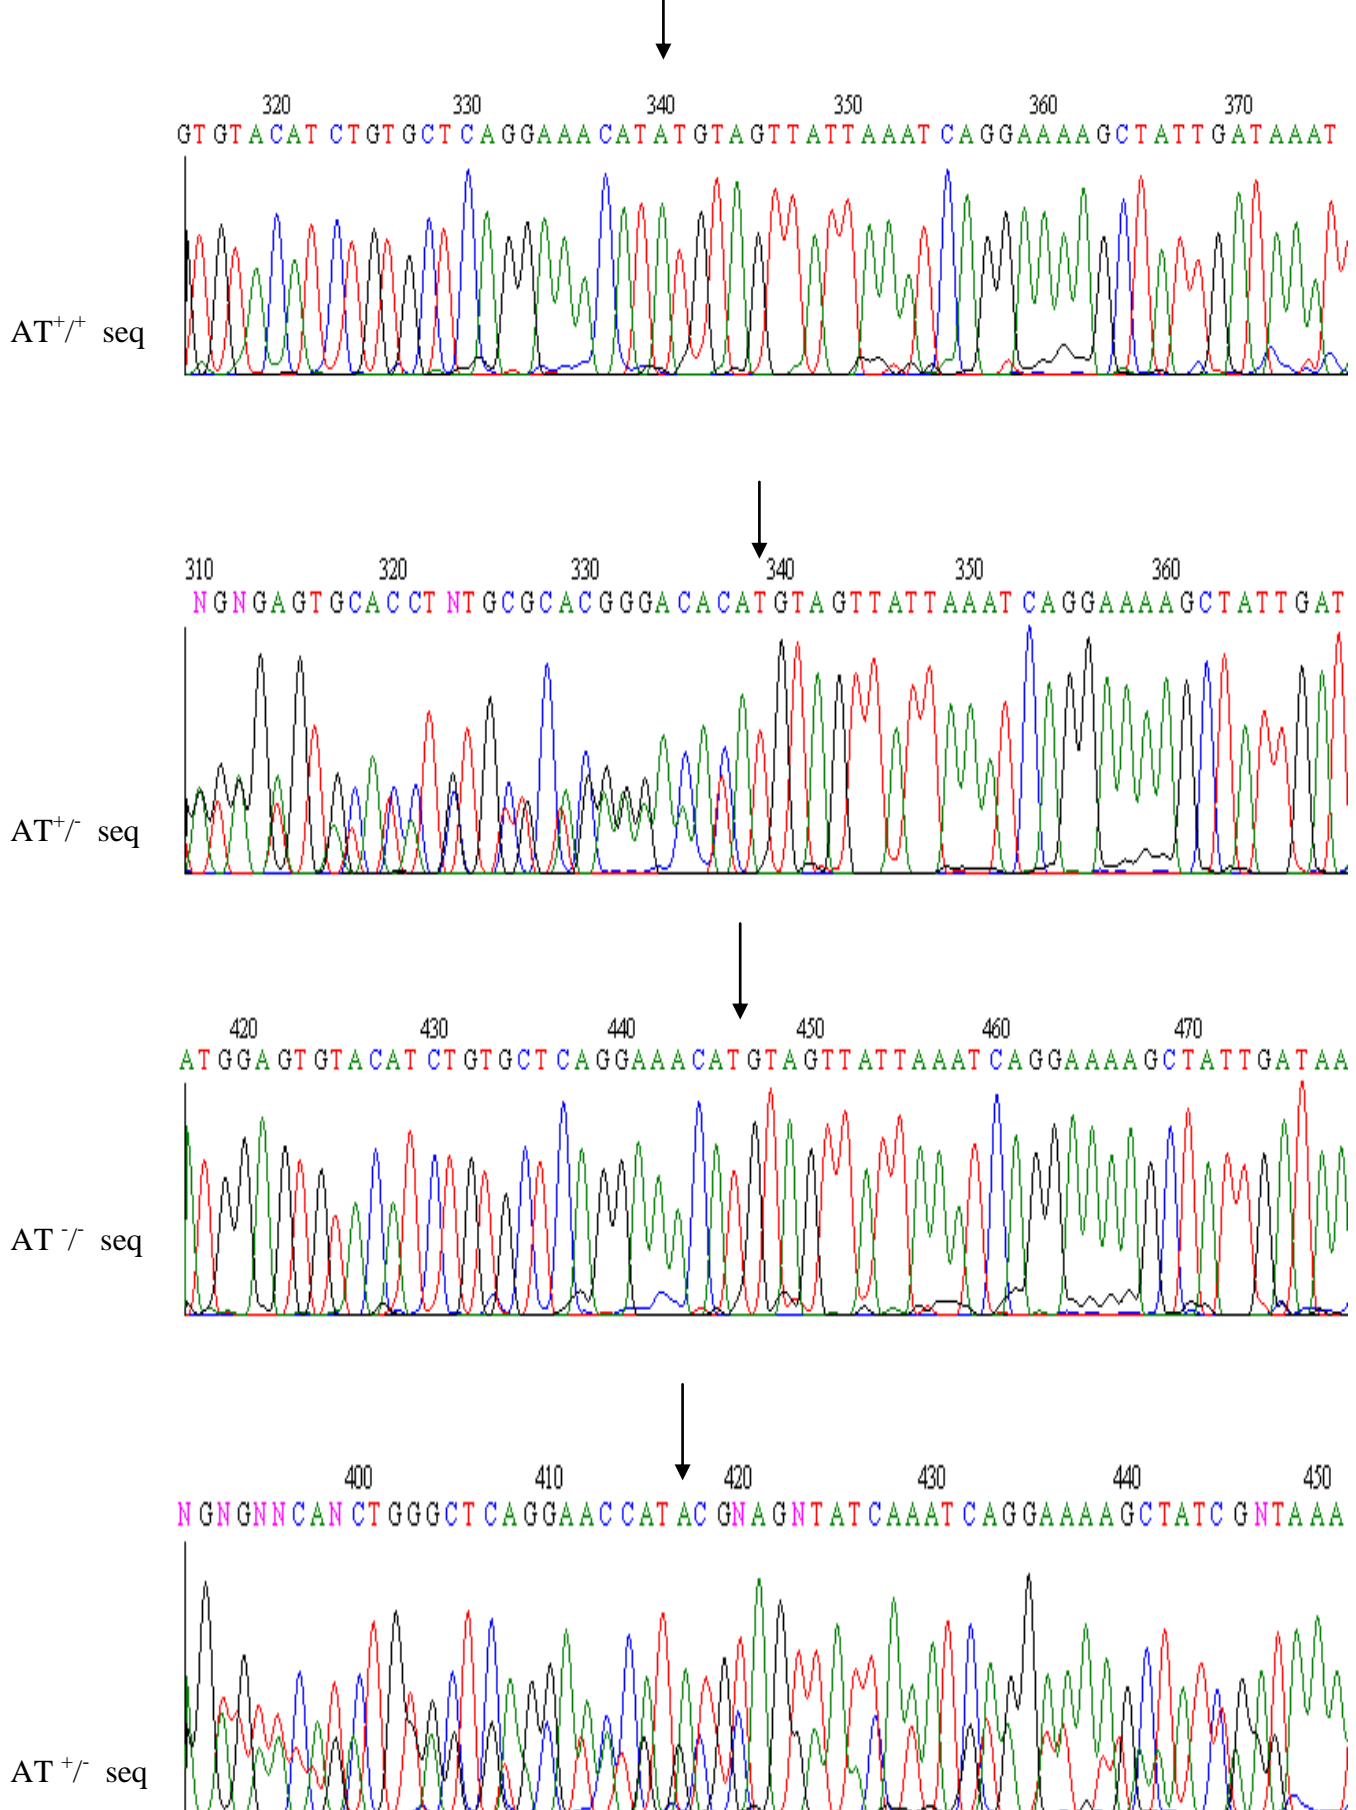 320 330 340 350 360 370
GTGTACATCTGTGCTCAGGAAACATATGTAGTTATTAAATCAGGAAAAGCTATTGATAAAT
AT+/+ seq
310 320 330 340 350 360
NGNGAGTGCACCTNTGCGCACGGGACACATGTAGTTATTAAATCAGGAAAAGCTATTGAT
AT+/- seq
420 430 440 450 460 470
ATGGAGTGTACATCTGTGCTCAGGAAACATGTAGTTATTAAATCAGGAAAAGCTATTGATAA
AT -/- seq
400 410 420 430 440 450
NGNGNNCANCTGGGCTCAGGAACCATACGNAGNTATCAAATCAGGAAAAGCTATCGNTAAA
AT +/- seq